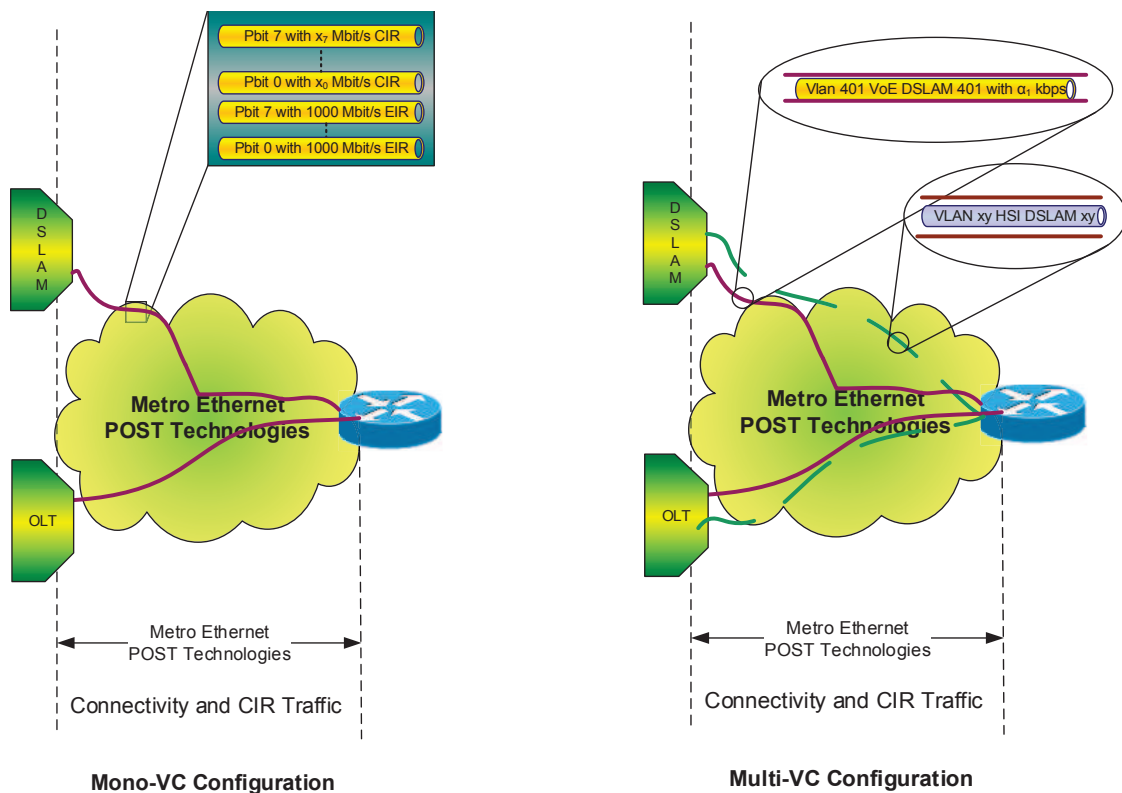 Pbit 7 with x7 Mbit/s CIR
Pbit 0 with x0 Mbit/s CIR
Pbit 7 with 1000 Mbit/s EIR
Pbit 0 with 1000 Mbit/s EIR
DSLAM
Metro Ethernet
POST Technologies
OLT
Metro Ethernet
POST Technologies
Connectivity and CIR Traffic
Mono-VC Configuration
Vlan 401 VoE DSLAM 401 with α1 kbps
VLAN xy HSI DSLAM xy
DSLAM
Metro Ethernet
POST Technologies
OLT
Metro Ethernet
POST Technologies
Connectivity and CIR Traffic
Multi-VC Configuration